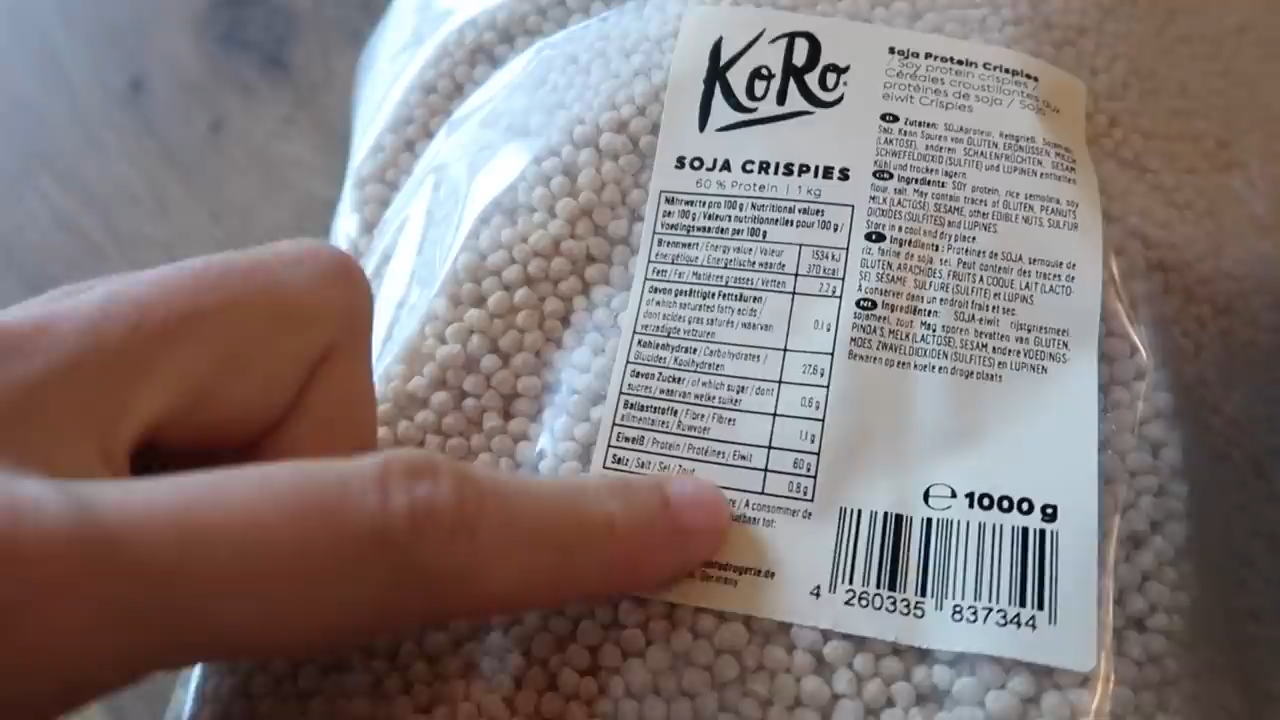 KoRo
SOJA CRISPIES
60 % Protein | 1 kg
Nährwerte pro 100 g / Nutritional values
per 100 g / Valeurs nutritionnelles pour 100 g /
Voedingswaarden per 100 g
Brennwert / Energy value / Valeur
énergétique / Energetische waarde
1534 kJ
370 kcal
Fett / Fat / Matières grasses / Vetten
2.2 g
davon gesättigte Fettsäuren /
of which saturated fatty acids /
dont acides gras saturés / waarvan
verzadigde vetzuren
0.1 g
Kohlenhydrate / Carbohydrates /
Glucides / Koolhydraten
27.6 g
davon Zucker / of which sugar / dont
sucres / waarvan welke suiker
0.6 g
Ballaststoffe / Fibre / Fibres
alimentaires / Ruwvoer
1.1 g
Eiweiß / Protein / Protéines / Eiwit
60 g
Salz / Salt / Sel / Zout
0.8 g
/ A consommer de
tot:
Germany
Soja Protein Crispies
/ Soy protein crispies /
Céréales croustillantes aux
protéines de soja / Soja
eiwit Crispies
D Zutaten: SOJAprotein, Reisgrieß,
Salz. Kann Spuren von GLUTEN, ERDNÜSSEN, MILCH
(LAKTOSE), anderen SCHALENFRÜCHTEN, SESAM
SCHWEFELDIOXID (SULFITE) und LUPINEN enthalten
Kühl und trocken lagern.
GB Ingredients: SOY protein, rice semolina, soy
flour, salt. May contain traces of GLUTEN, PEANUTS
MILK (LACTOSE), SESAME, other EDIBLE NUTS, SULFUR
DIOXIDES (SULFITES) and LUPINES.
Store in a cool and dry place.
F Ingrédients : Protéines de SOJA, semoule de
riz, farine de soja, sel. Peut contenir des traces de
GLUTEN, ARACHIDES, FRUITS A COQUE, LAIT (LACTO-
SE), SÉSAME, SULFURE (SULFITE) et LUPINS
À conserver dans un endroit frais et sec.
NL Ingrediënten: SOJA-eiwit rijstgriesmeel,
sojameel, zout. Mag sporen bevatten van GLUTEN,
PINDA'S, MELK (LACTOSE), SESAM, andere VOEDINGS-
MOES, ZWAVELDIOXIDEN (SULFITES) en LUPINEN
Bewaren op een koele en droge plaats
e 1000 g
4 260335 837344